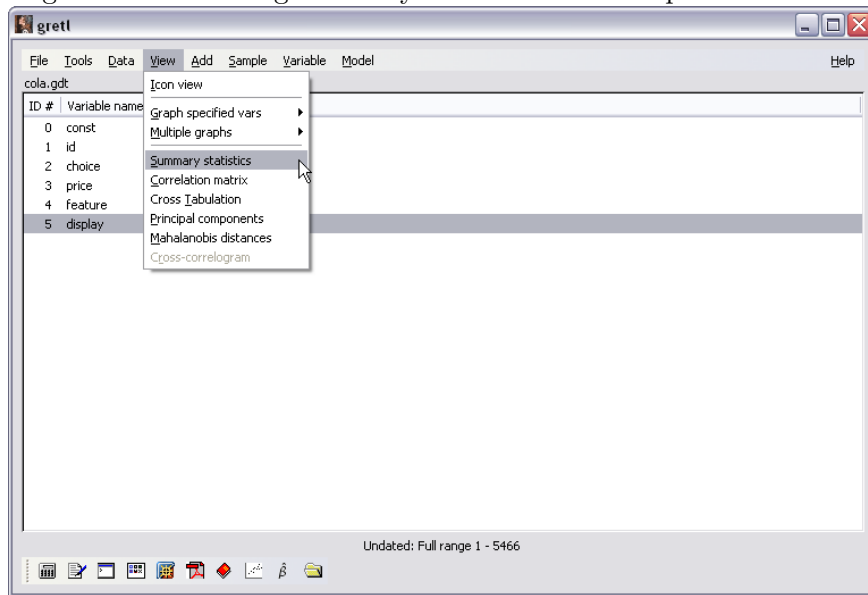 gretl
File Tools Data View Add Sample Variable Model Help
cola.gdt
ID # Variable name
0 const
1 id
2 choice
3 price
4 feature
5 display
Icon view
Graph specified vars
Multiple graphs
Summary statistics
Correlation matrix
Cross Tabulation
Principal components
Mahalanobis distances
Cross-correlogram
Undated: Full range 1 - 5466
β̂